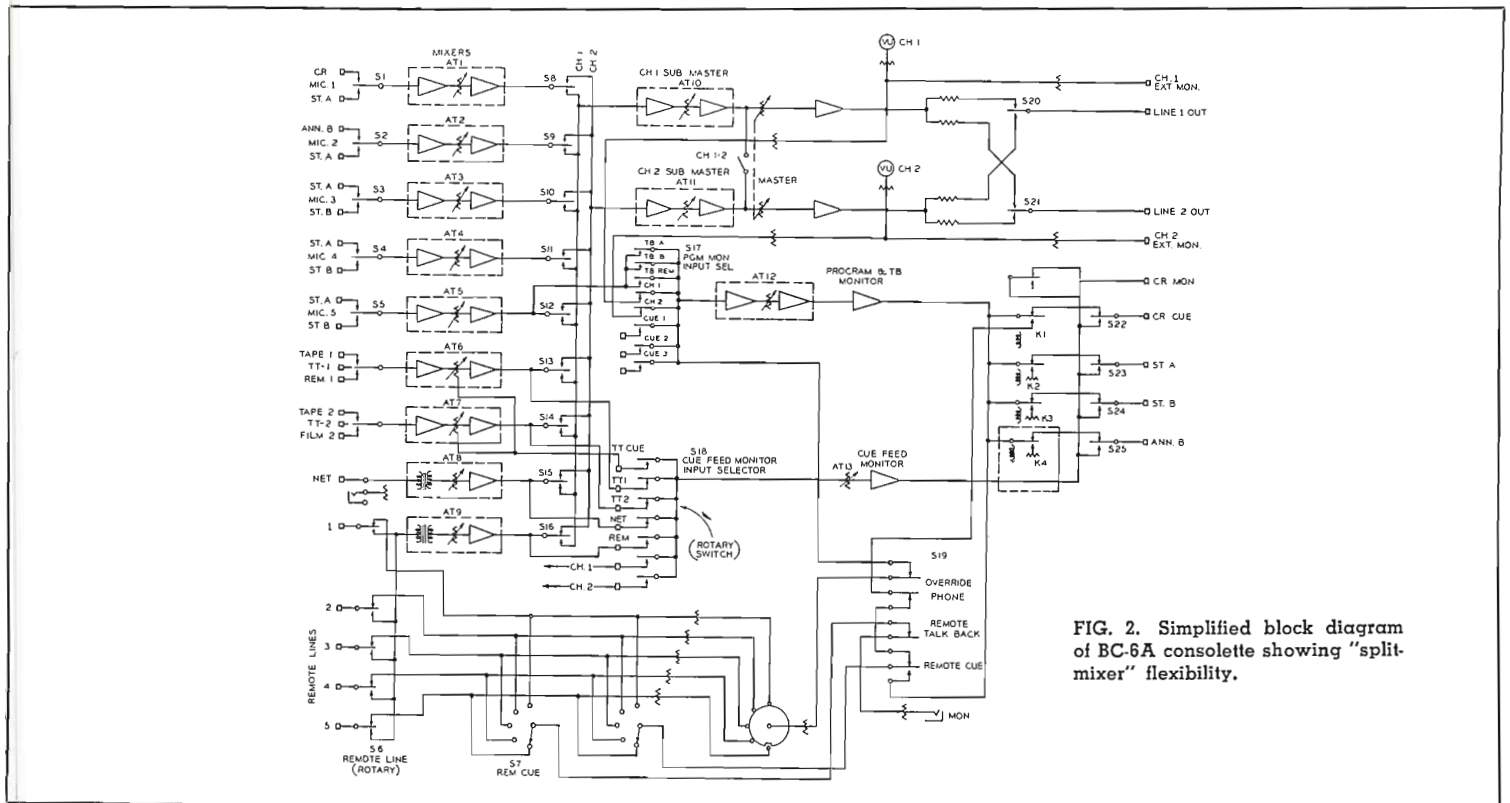 MIXERS
CR
MIC. 1
ST. A
S1
AT1
S8
CH 1
CH 2
ANN. B
MIC. 2
ST. A
S2
AT2
S9
ST. A
MIC. 3
ST. B
S3
AT3
S10
ST. A
MIC 4
ST B
S4
AT4
S11
ST. A
MIC. 5
ST B
S5
AT5
S12
TAPE 1
TT-1
REM 1
AT6
S13
TAPE 2
TT-2
FILM 2
AT7
S14
NET
AT8
S15
1
AT9
S16
REMOTE LINES
2
3
4
5
S6
REMOTE LINE
(ROTARY)
S7
REM CUE
CH 1 SUB MASTER
AT10
CH 1-2
CH 2 SUB MASTER
AT11
MASTER
VU CH 1
VU CH 2
S20
S21
CH. 1
EXT MON.
LINE 1 OUT
LINE 2 OUT
CH 2
EXT. MON.
TB A
TB B
TB REM
CH 1
CH 2
CUE 1
CUE 2
CUE 3
S17
PGM MON
INPUT SEL
AT12
PROGRAM & TB
MONITOR
TT CUE
TT1
TT2
NET
REM
CH. 1
CH. 2
S18
CUE FEED MONITOR
INPUT SELECTOR
(ROTARY)
SWITCH
AT13
CUE FEED
MONITOR
K1
K2
K3
K4
S22
S23
S24
S25
CR MON
CR CUE
ST A
ST. B
ANN. B
S19
OVERRIDE
PHONE
REMOTE
TALK BACK
REMOTE CUE
MON
FIG. 2. Simplified block diagram
of BC-6A consolette showing "split-
mixer" flexibility.